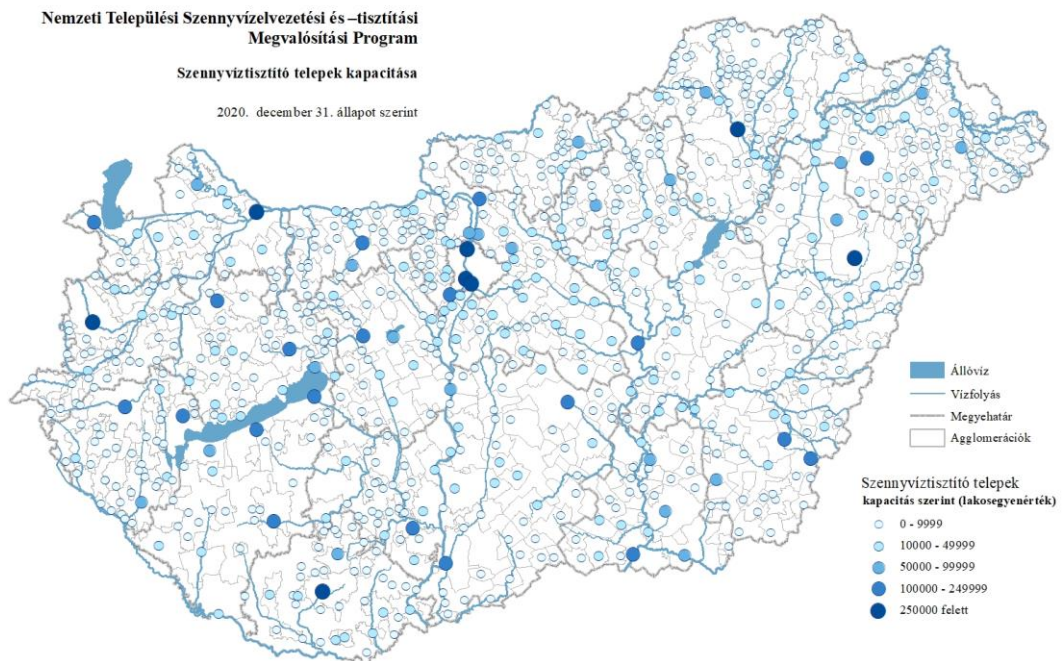 Nemzeti Települési Szennyvízelvezetési és –tisztítási
Megvalósítási Program
Szennyvíztisztító telepek kapacitása
2020. december 31. állapot szerint
Állóvíz
Vízfolyás
Megyehatár
Agglomerációk
Szennyvíztisztító telepek
kapacitás szerint (lakosegyenérték)
0 - 9999
10000 - 49999
50000 - 99999
100000 - 249999
250000 felett